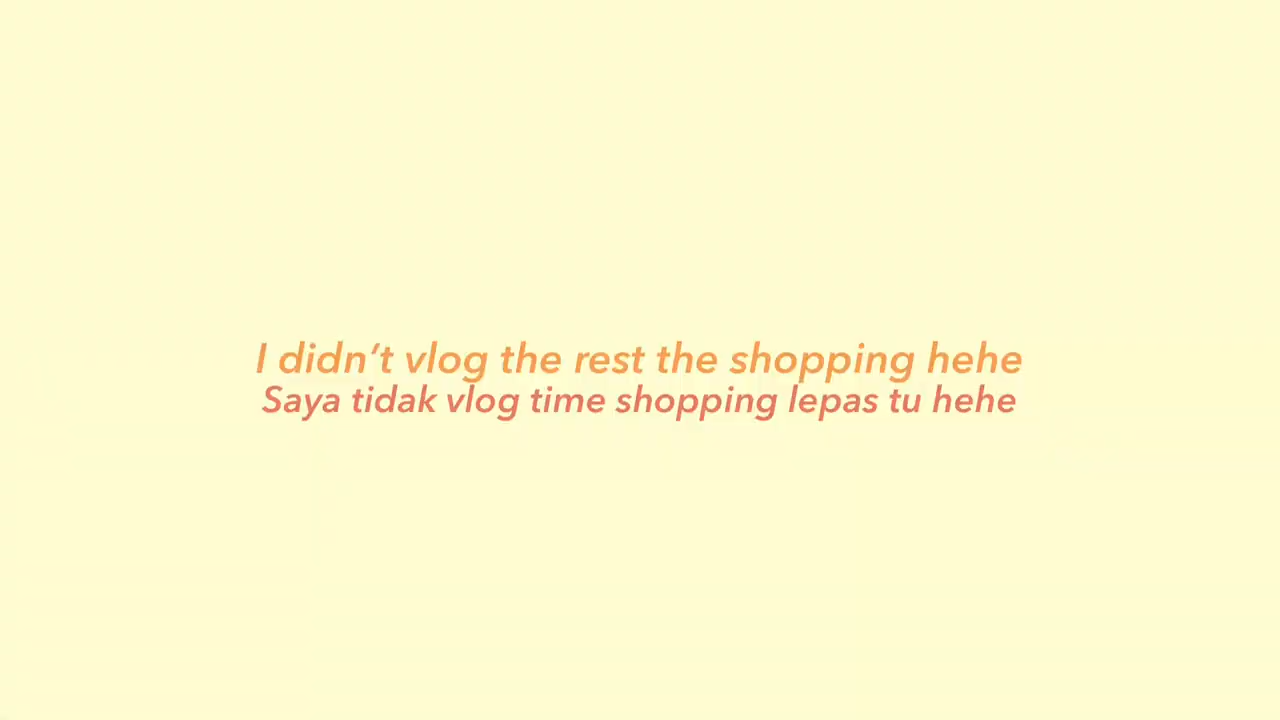 I didn't vlog the rest the shopping hehe
Saya tidak vlog time shopping lepas tu hehe